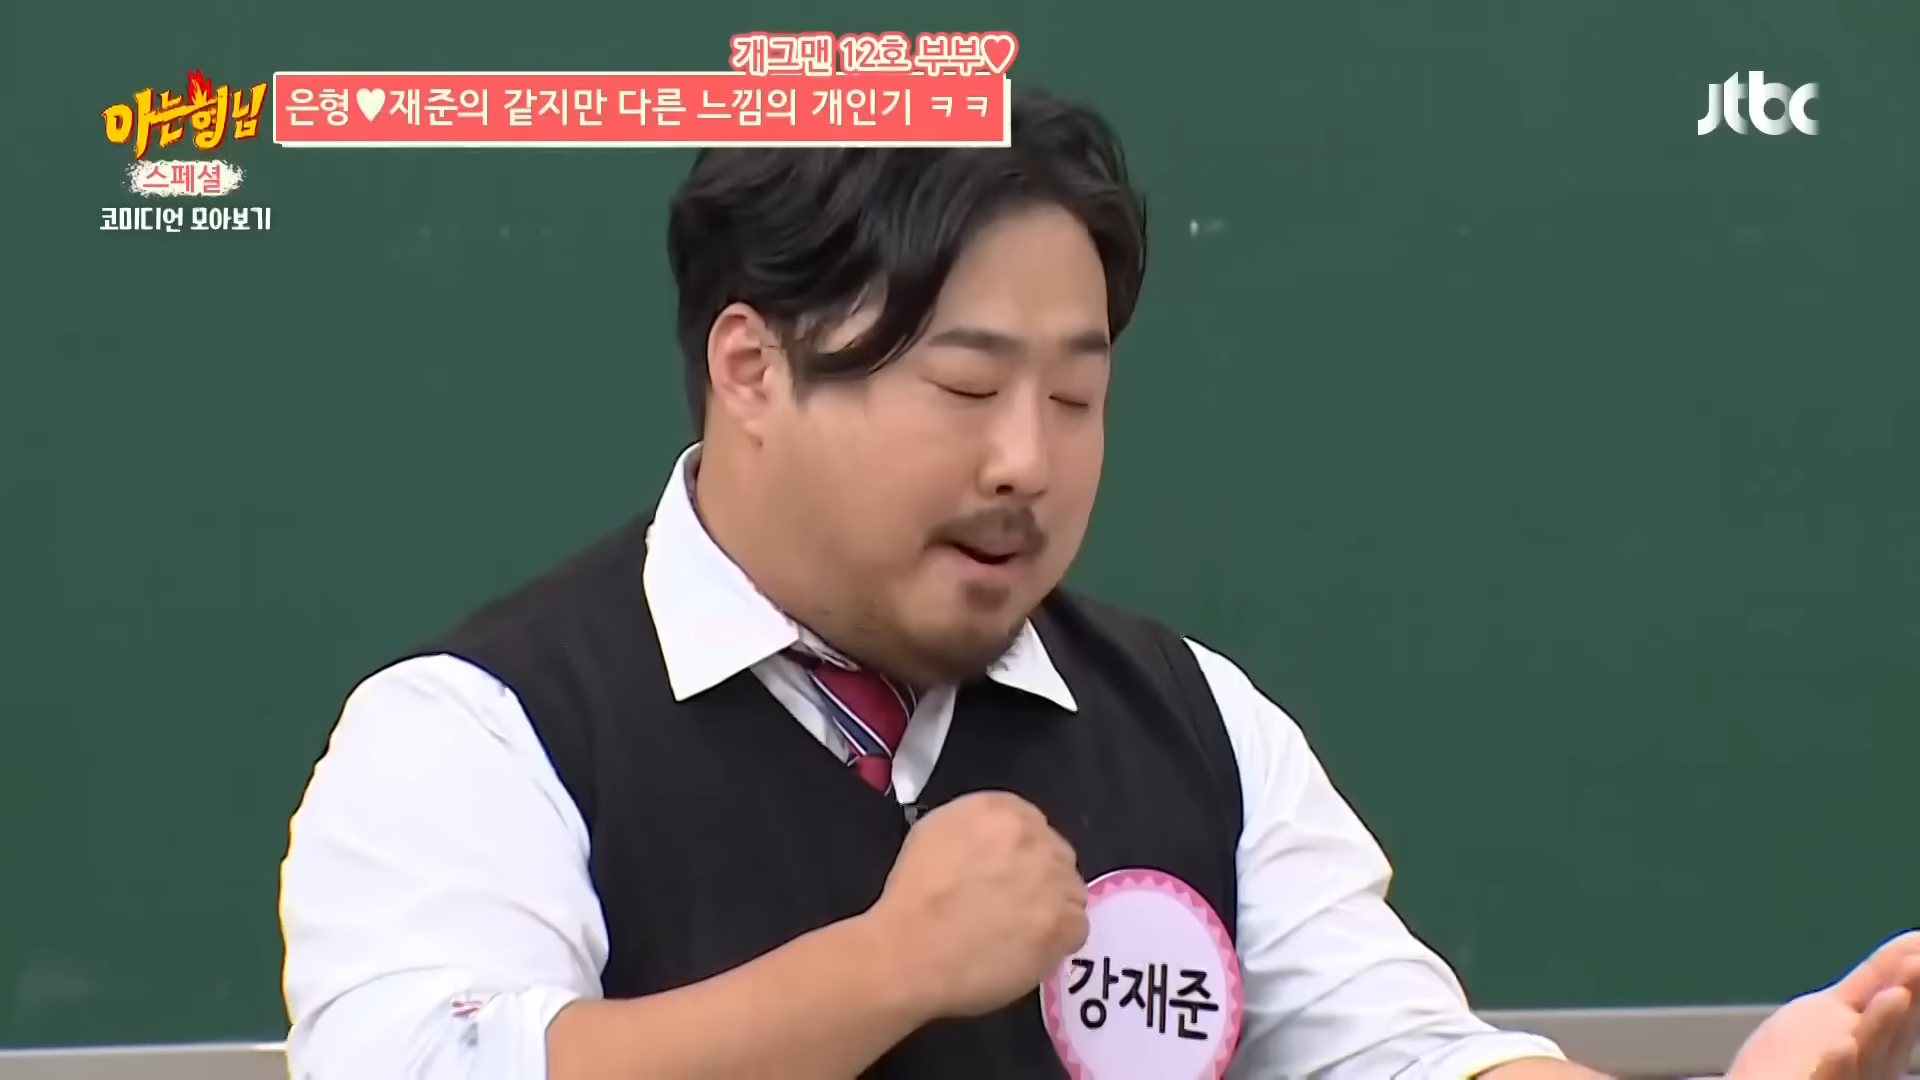 개그맨 12호 부부♥
아는형님
은형♥재준의 같지만 다른 느낌의 개인기 ㅋㅋ
스페셜
코미디언 모아보기
jtbc
강재준